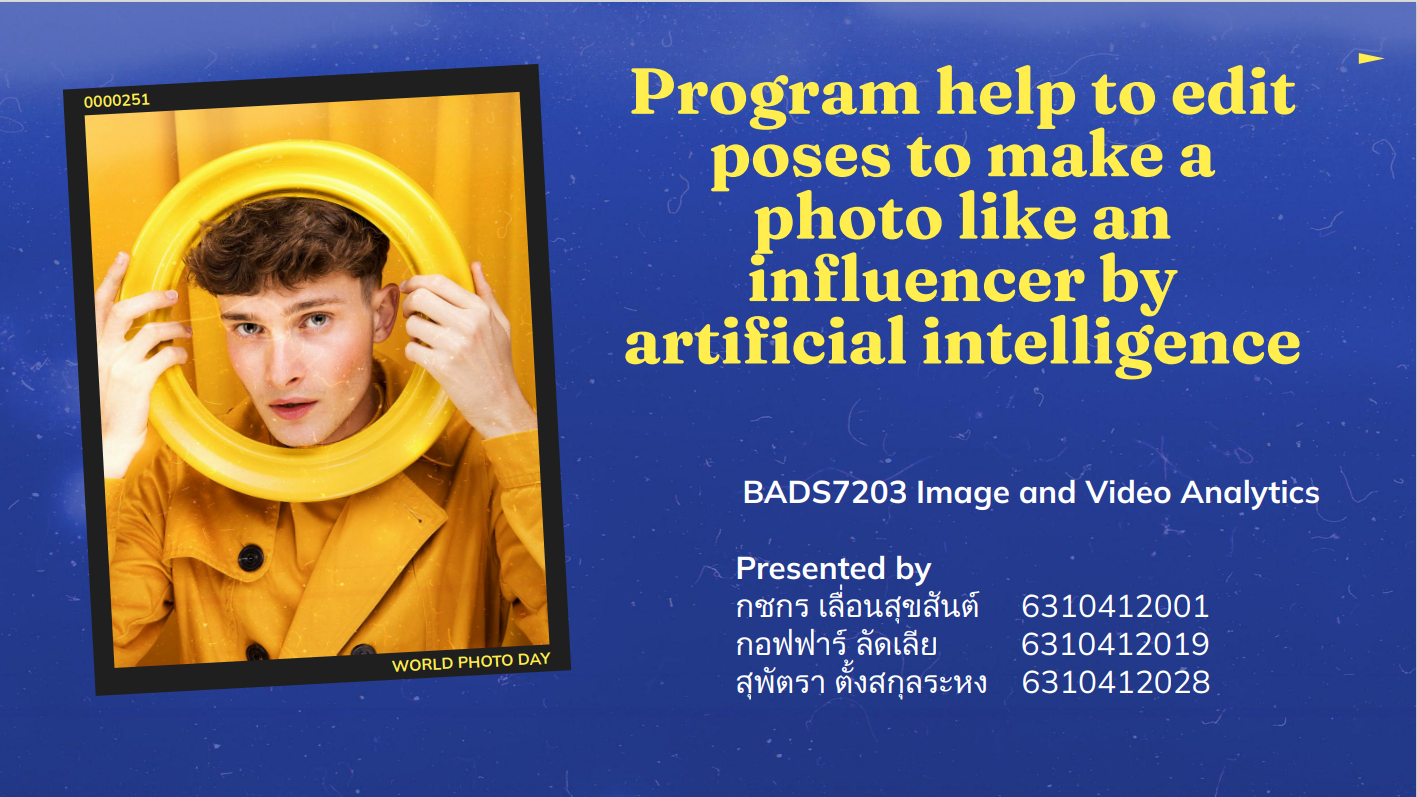 0000251
WORLD PHOTO DAY
Program help to edit
poses to make a
photo like an
influencer by
artificial intelligence
BADS7203 Image and Video Analytics
Presented by
กชกร เลื่อนสุขสันต์ 6310412001
กอฟฟาร์ ลัดเลีย 6310412019
สุพัตรา ตั้งสกุลระหง 6310412028